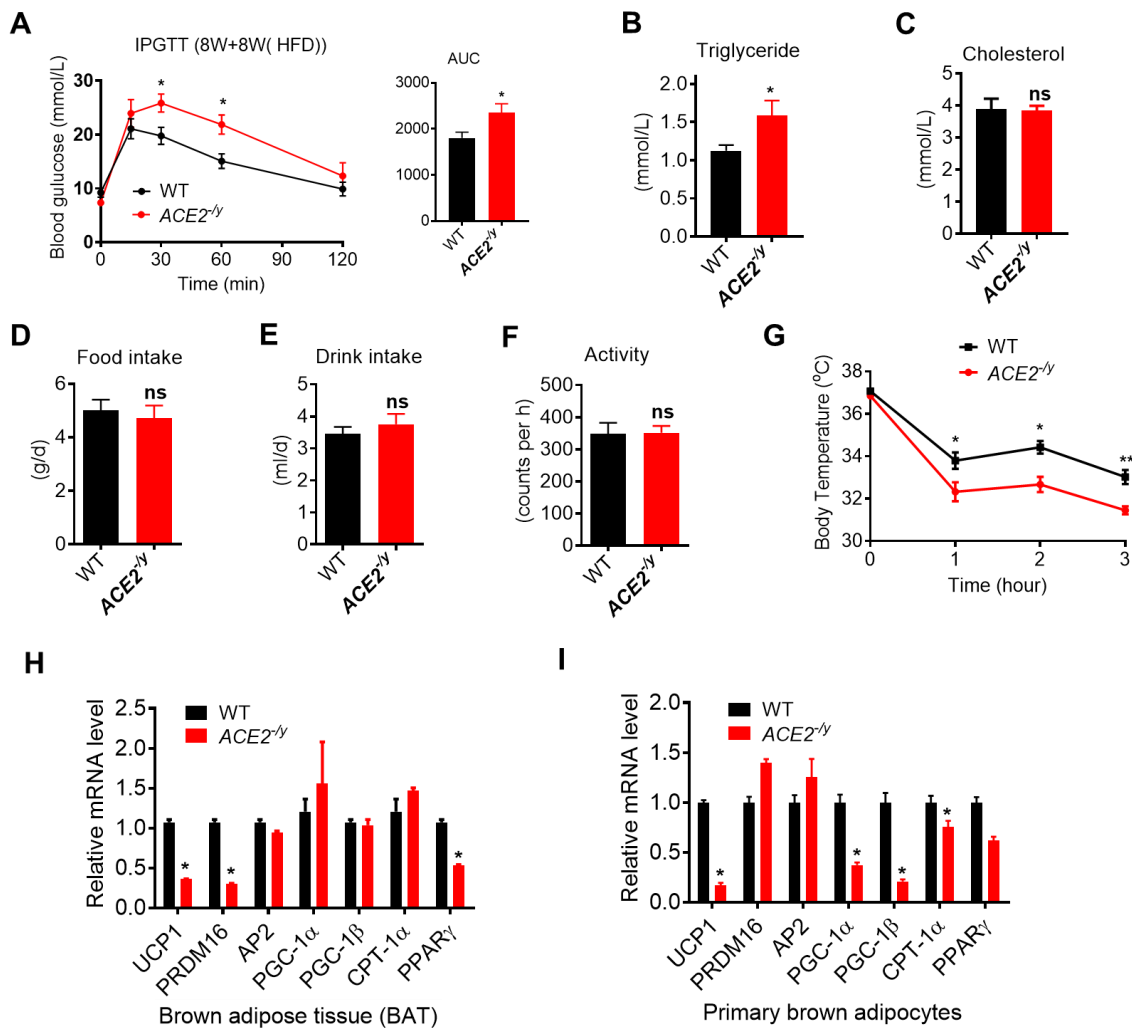 A
IPGTT (8W+8W( HFD))
Blood gulucose (mmol/L)
30
20
10
0
0 30 60 90 120
Time (min)
* *
WT
ACE2-/y
AUC
3000
2000
1000
0
*
WT
ACE2-/y
B
Triglyceride
(mmol/L)
2.0
1.5
1.0
0.5
0.0
*
WT
ACE2-/y
C
Cholesterol
(mmol/L)
5
4
3
2
1
0
ns
WT
ACE2-/y
D
Food intake
(g/d)
6
4
2
0
ns
WT
ACE2-/y
E
Drink intake
(ml/d)
5
4
3
2
1
0
ns
WT
ACE2-/y
F
Activity
(counts per h)
500
400
300
200
100
0
ns
WT
ACE2-/y
G
WT
ACE2-/y
Body Temperature (°C)
38
36
34
32
30
* * **
0 1 2 3
Time (hour)
H
Relative mRNA level
2.5
2.0
1.5
1.0
0.5
0.0
WT
ACE2-/y
* * *
UCP1
PRDM16
AP2
PGC-1α
PGC-1β
CPT-1α
PPARγ
Brown adipose tissue (BAT)
I
Relative mRNA level
2.0
1.5
1.0
0.5
0.0
WT
ACE2-/y
* * * *
UCP1
PRDM16
AP2
PGC-1α
PGC-1β
CPT-1α
PPARγ
Primary brown adipocytes